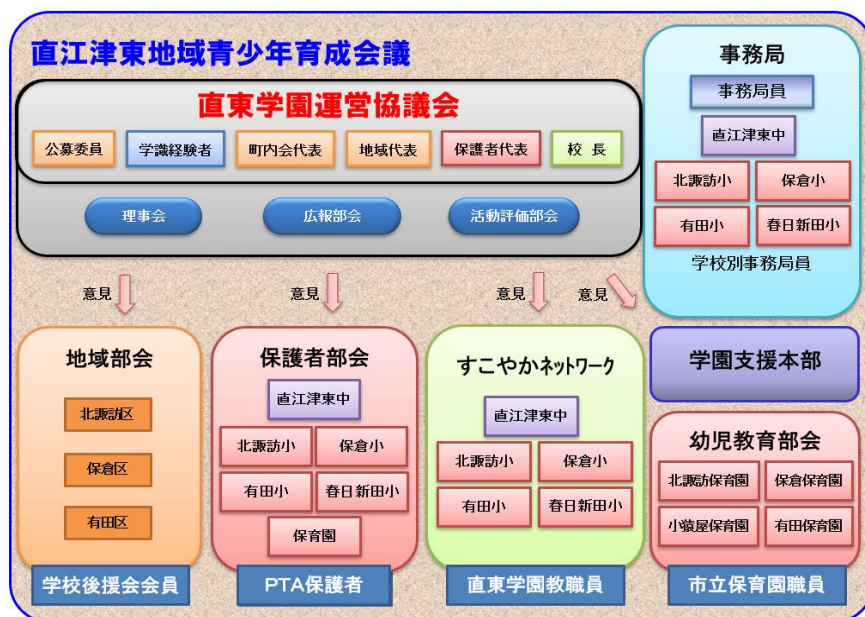 直江津東地域青少年育成会議
直東学園運営協議会
公募委員
学識経験者
町内会代表
地域代表
保護者代表
校 長
理事会
広報部会
活動評価部会
事務局
事務局員
直江津東中
北諏訪小
保倉小
有田小
春日新田小
学校別事務局員
意見
意見
意見
意見
地域部会
北諏訪区
保倉区
有田区
学校後援会会員
保護者部会
直江津東中
北諏訪小
保倉小
有田小
春日新田小
保育園
PTA保護者
すこやかネットワーク
直江津東中
北諏訪小
保倉小
有田小
春日新田小
直東学園教職員
学園支援本部
幼児教育部会
北諏訪保育園
保倉保育園
小猿屋保育園
有田保育園
市立保育園職員